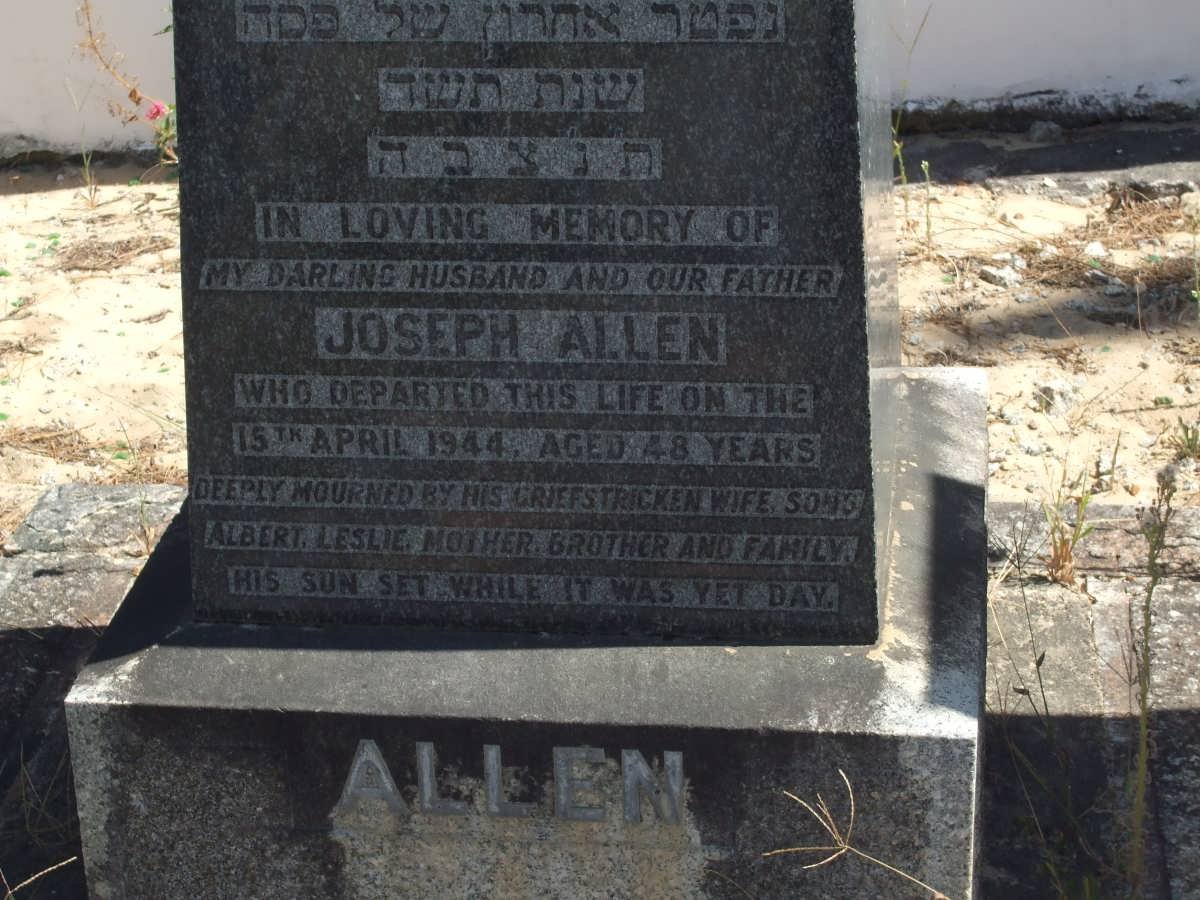 נפטר אחרון של פסח
שנת תש״ד
ת׳ נ׳ צ׳ ב׳ ה
IN LOVING MEMORY OF
MY DARLING HUSBAND AND OUR FATHER
JOSEPH ALLEN
WHO DEPARTED THIS LIFE ON THE
15TH APRIL 1944, AGED 48 YEARS
DEEPLY MOURNED BY HIS GRIEFSTRICKEN WIFE, SONS
ALBERT, LESLIE, MOTHER, BROTHER AND FAMILY.
HIS SUN SET WHILE IT WAS YET DAY.
ALLEN